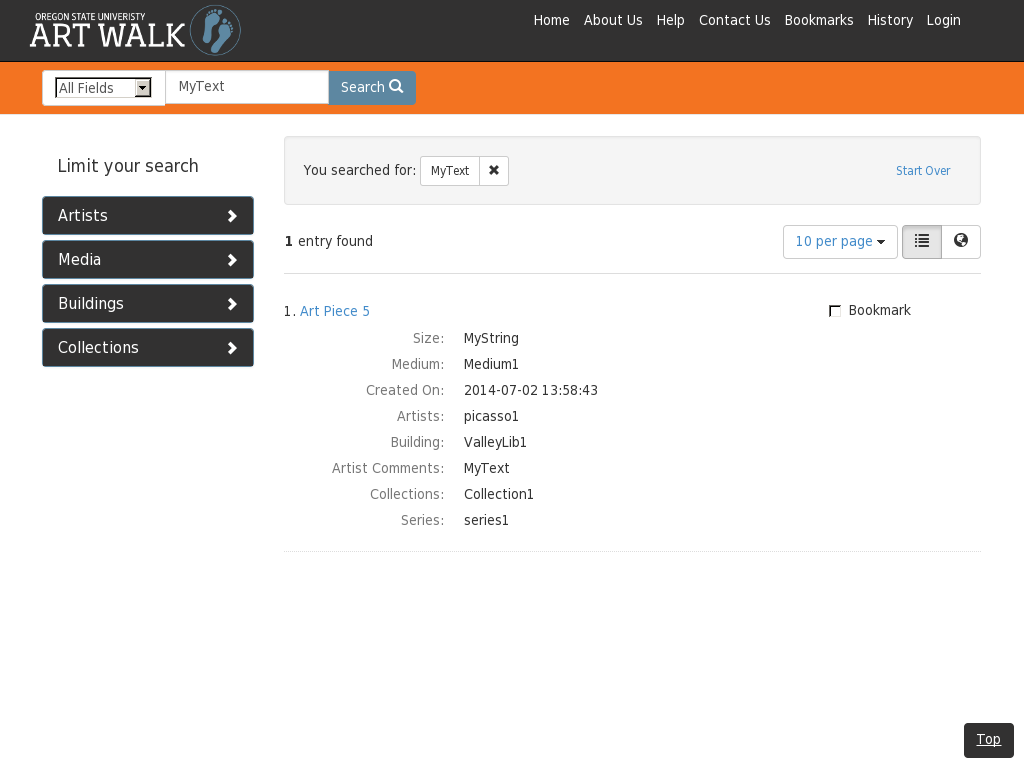 OREGON STATE UNIVERSITY
ART WALK
Home About Us Help Contact Us Bookmarks History Login
All Fields MyText Search
Limit your search
Artists
Media
Buildings
Collections
You searched for: MyText Start Over
1 entry found 10 per page
1. Art Piece 5 Bookmark
Size: MyString
Medium: Medium1
Created On: 2014-07-02 13:58:43
Artists: picasso1
Building: ValleyLib1
Artist Comments: MyText
Collections: Collection1
Series: series1
Top